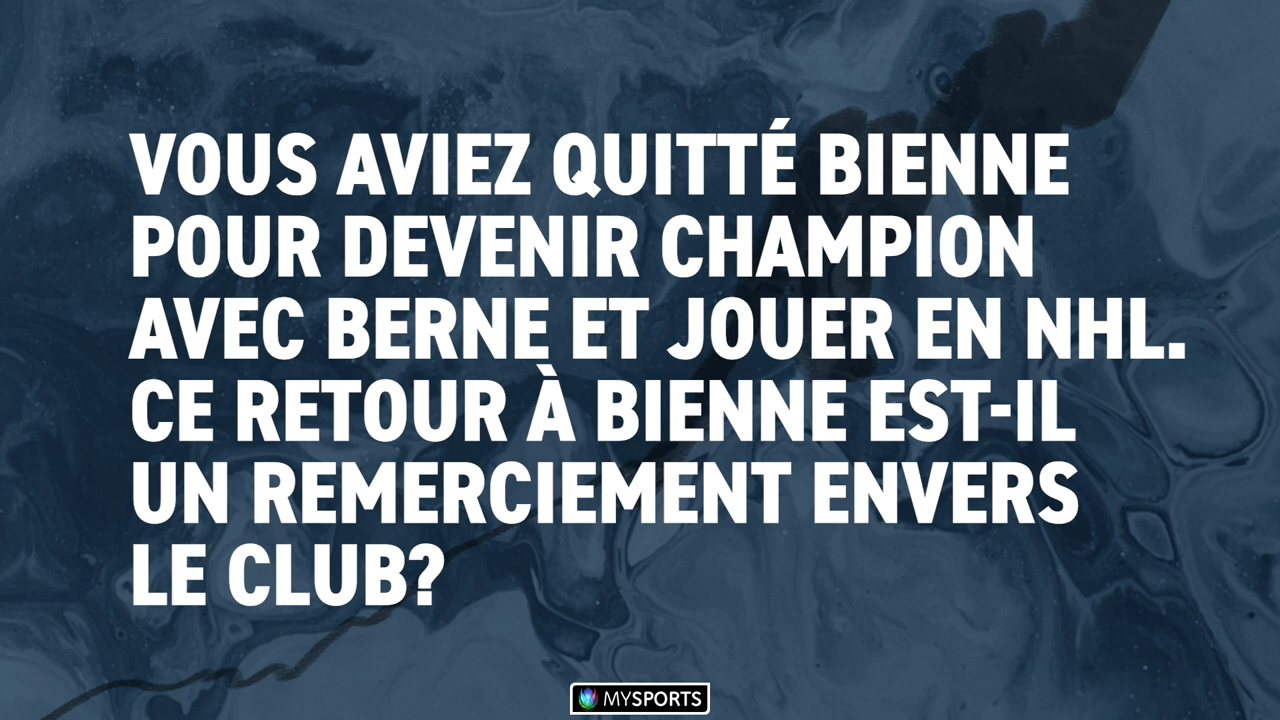 VOUS AVIEZ QUITTÉ BIENNE
POUR DEVENIR CHAMPION
AVEC BERNE ET JOUER EN NHL.
CE RETOUR À BIENNE EST-IL
UN REMERCIEMENT ENVERS
LE CLUB?
MYSPORTS